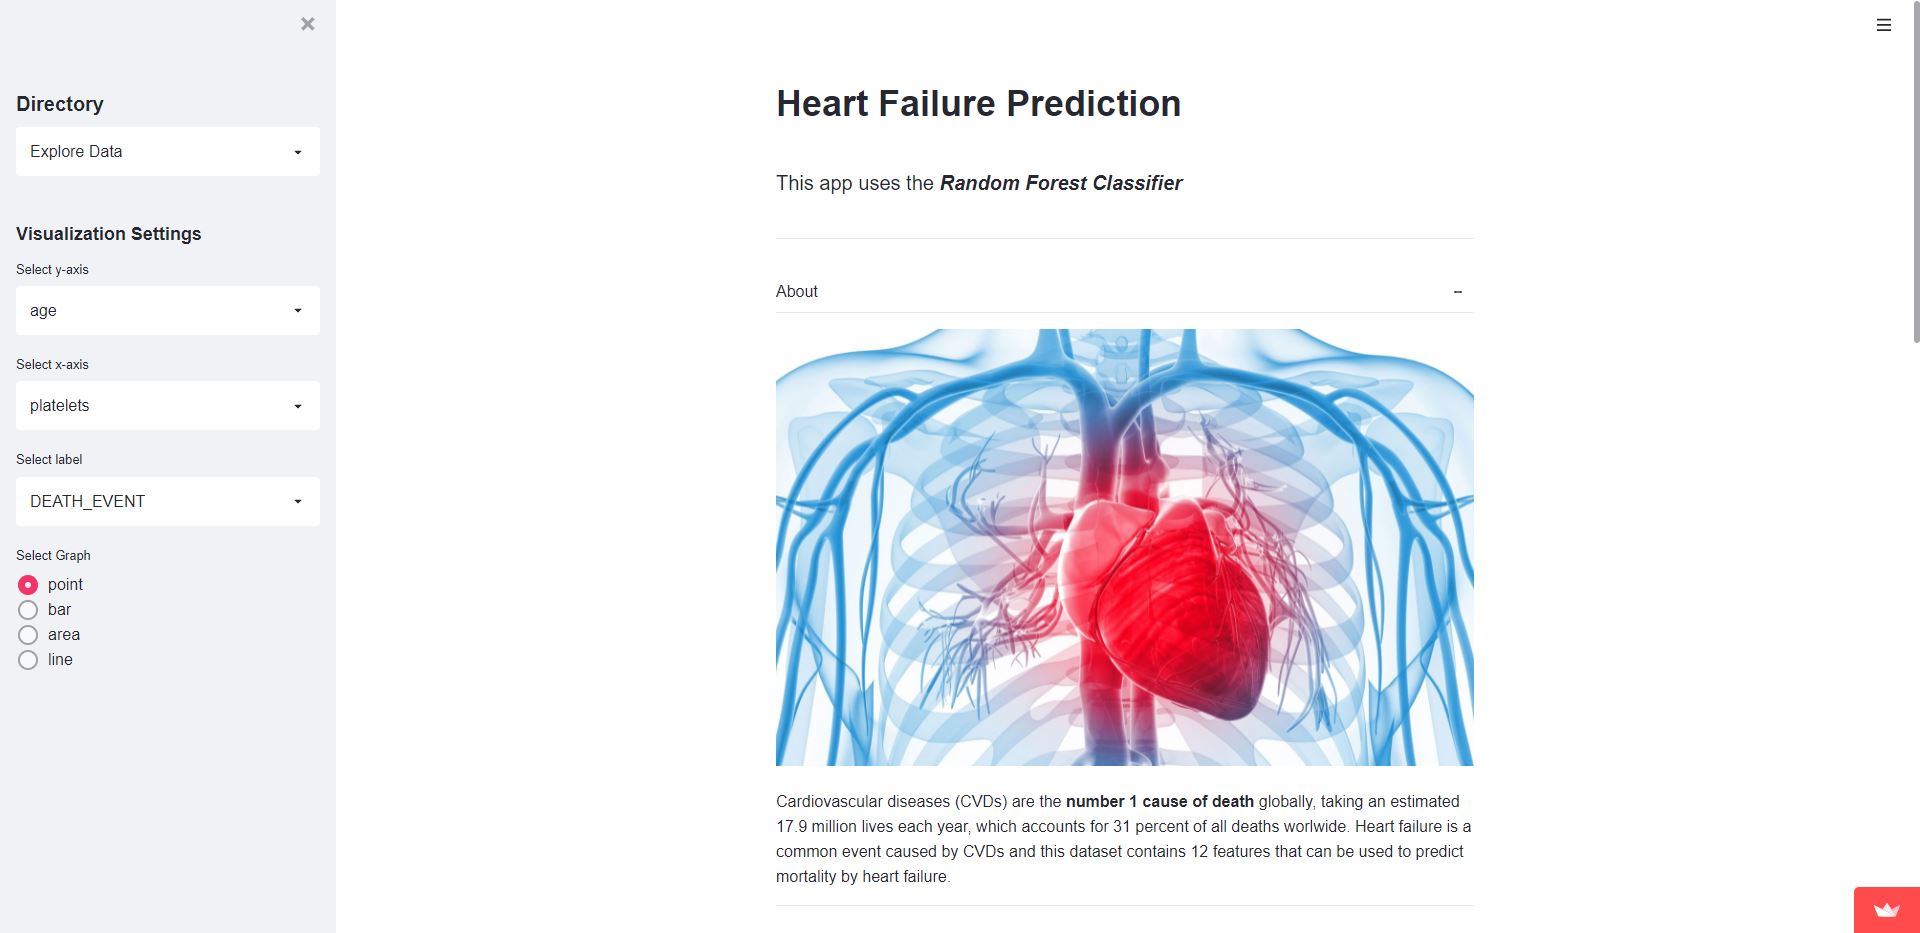 Directory
Explore Data
Visualization Settings
Select y-axis
age
Select x-axis
platelets
Select label
DEATH_EVENT
Select Graph
point
bar
area
line
Heart Failure Prediction
This app uses the Random Forest Classifier
About
Cardiovascular diseases (CVDs) are the number 1 cause of death globally, taking an estimated
17.9 million lives each year, which accounts for 31 percent of all deaths worlwide. Heart failure is a
common event caused by CVDs and this dataset contains 12 features that can be used to predict
mortality by heart failure.